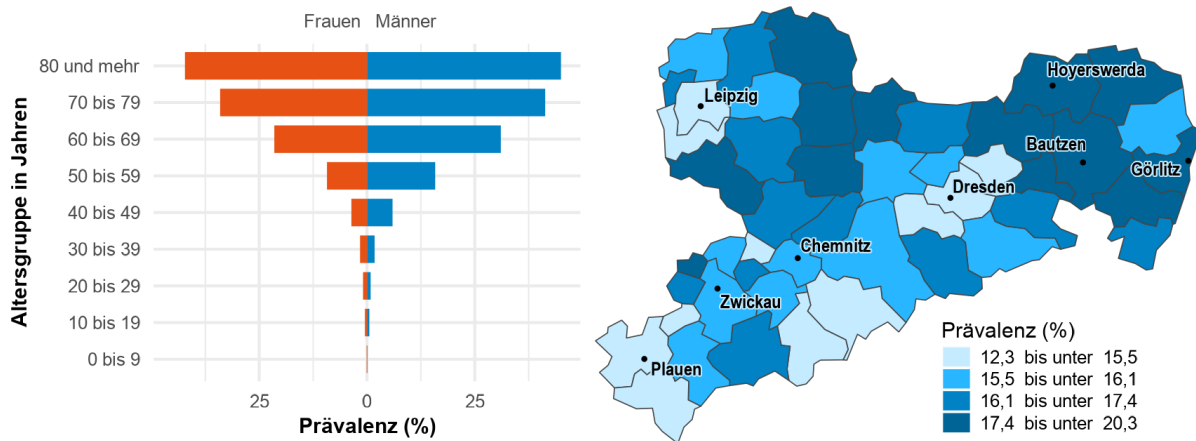 Frauen Männer
Altersgruppe in Jahren
80 und mehr
70 bis 79
60 bis 69
50 bis 59
40 bis 49
30 bis 39
20 bis 29
10 bis 19
0 bis 9
25 0 25
Prävalenz (%)
Hoyerswerda
Leipzig
Bautzen
Görlitz
Dresden
Chemnitz
Zwickau
Plauen
Prävalenz (%)
12,3 bis unter 15,5
15,5 bis unter 16,1
16,1 bis unter 17,4
17,4 bis unter 20,3